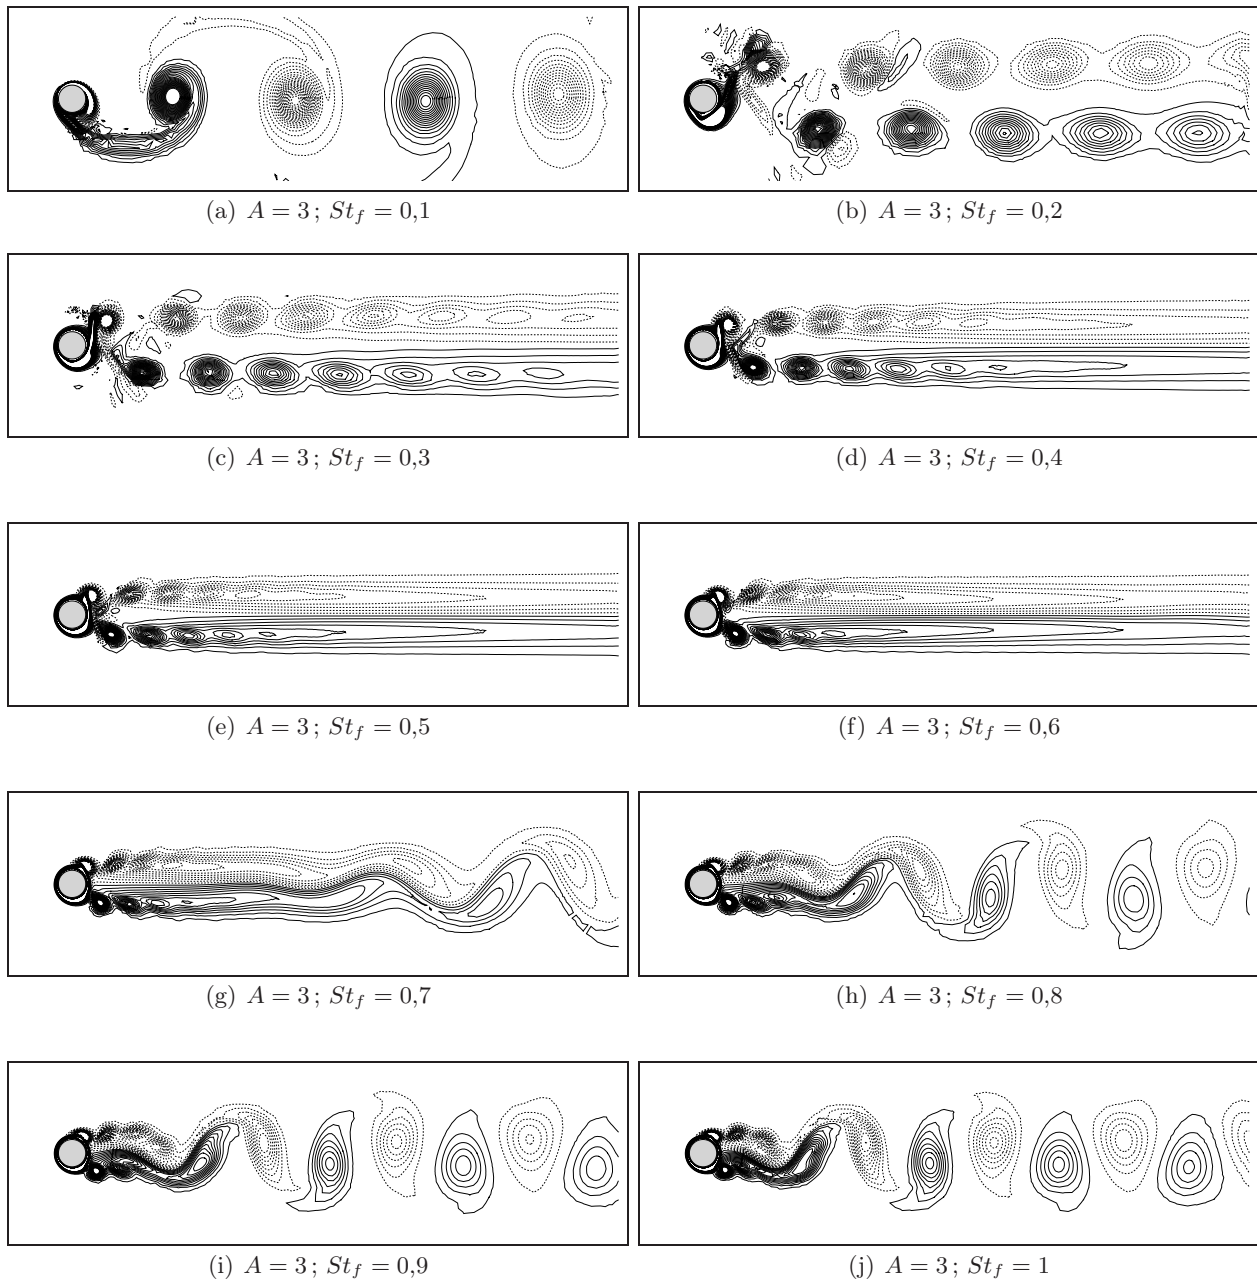 (a) A = 3 ; St_f = 0,1
(b) A = 3 ; St_f = 0,2
(c) A = 3 ; St_f = 0,3
(d) A = 3 ; St_f = 0,4
(e) A = 3 ; St_f = 0,5
(f) A = 3 ; St_f = 0,6
(g) A = 3 ; St_f = 0,7
(h) A = 3 ; St_f = 0,8
(i) A = 3 ; St_f = 0,9
(j) A = 3 ; St_f = 1